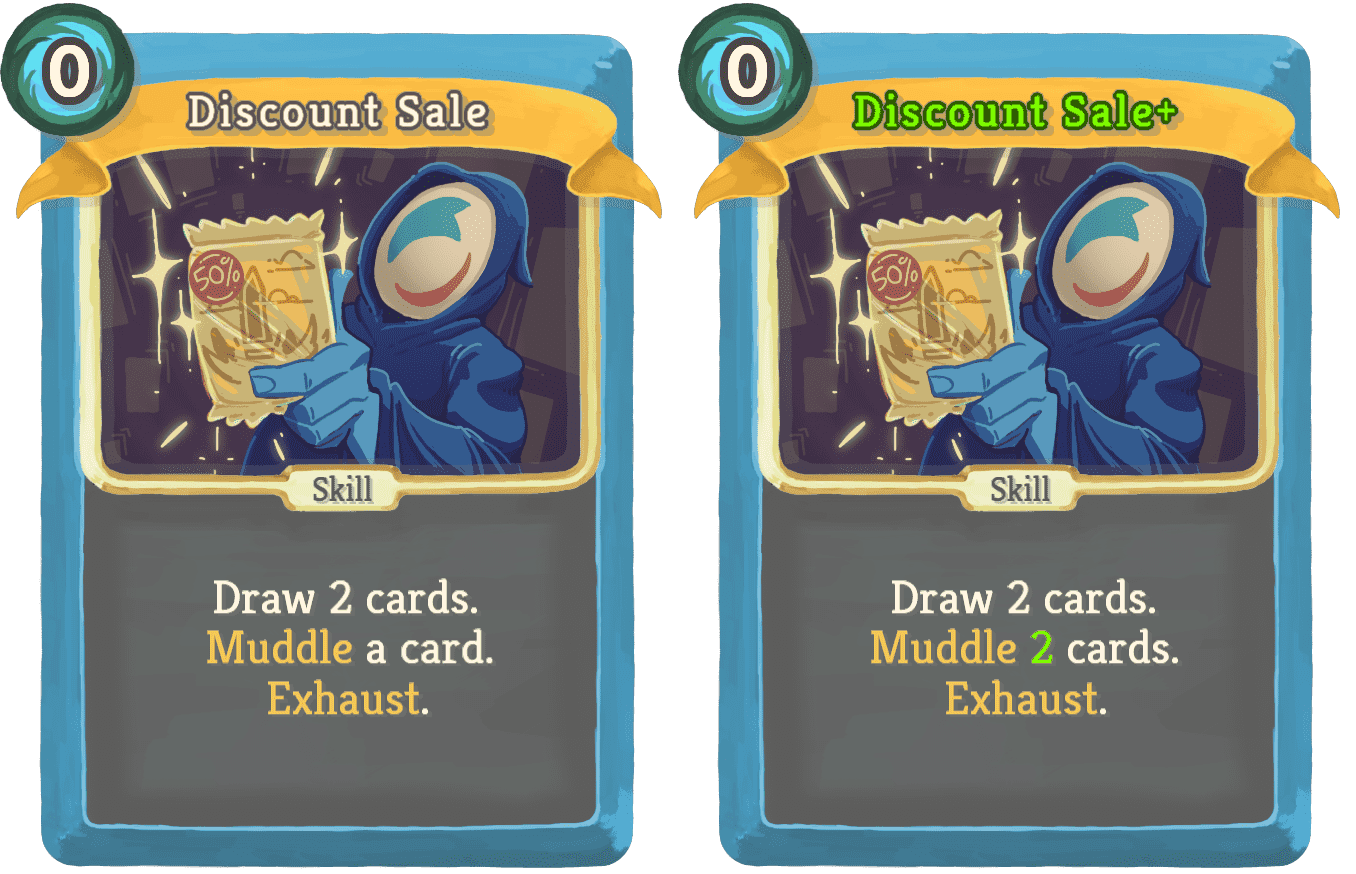 0
Discount Sale
50%
Skill
Draw 2 cards.
Muddle a card.
Exhaust.
0
Discount Sale+
50%
Skill
Draw 2 cards.
Muddle 2 cards.
Exhaust.